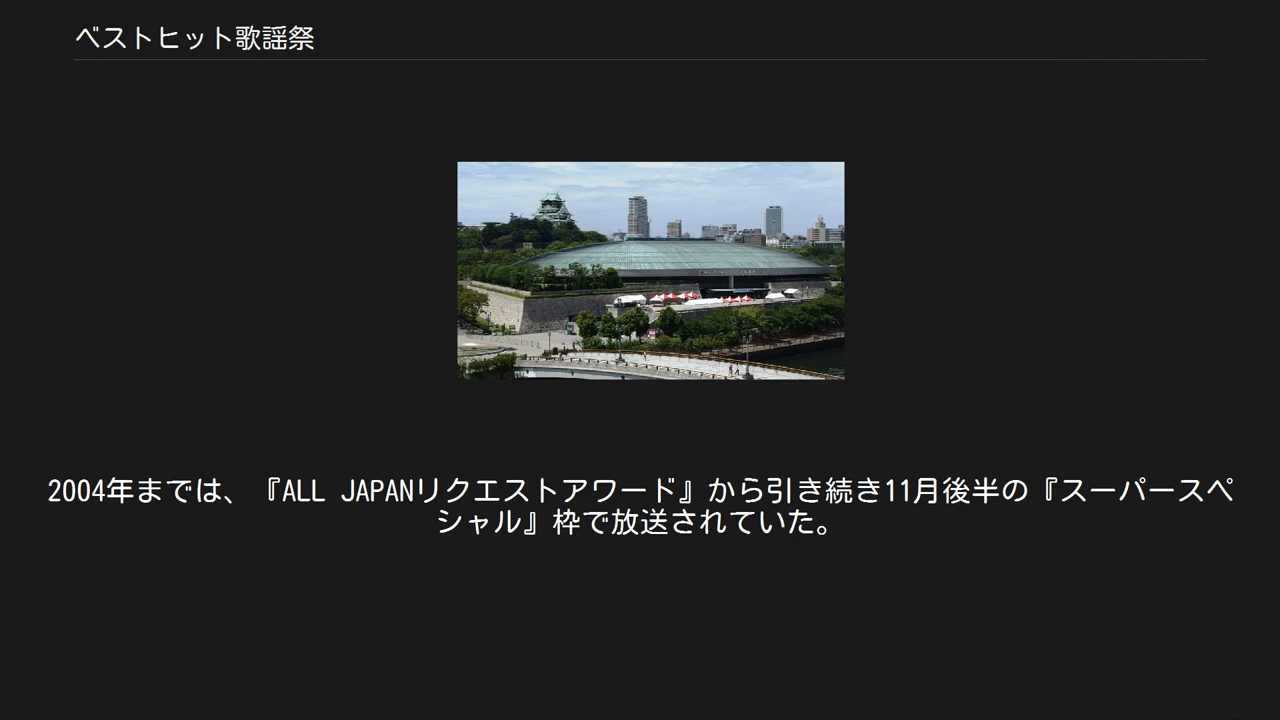 ベストヒット歌謡祭
2004年までは、『ALL JAPANリクエストアワード』から引き続き11月後半の『スーパースペ
シャル』枠で放送されていた。